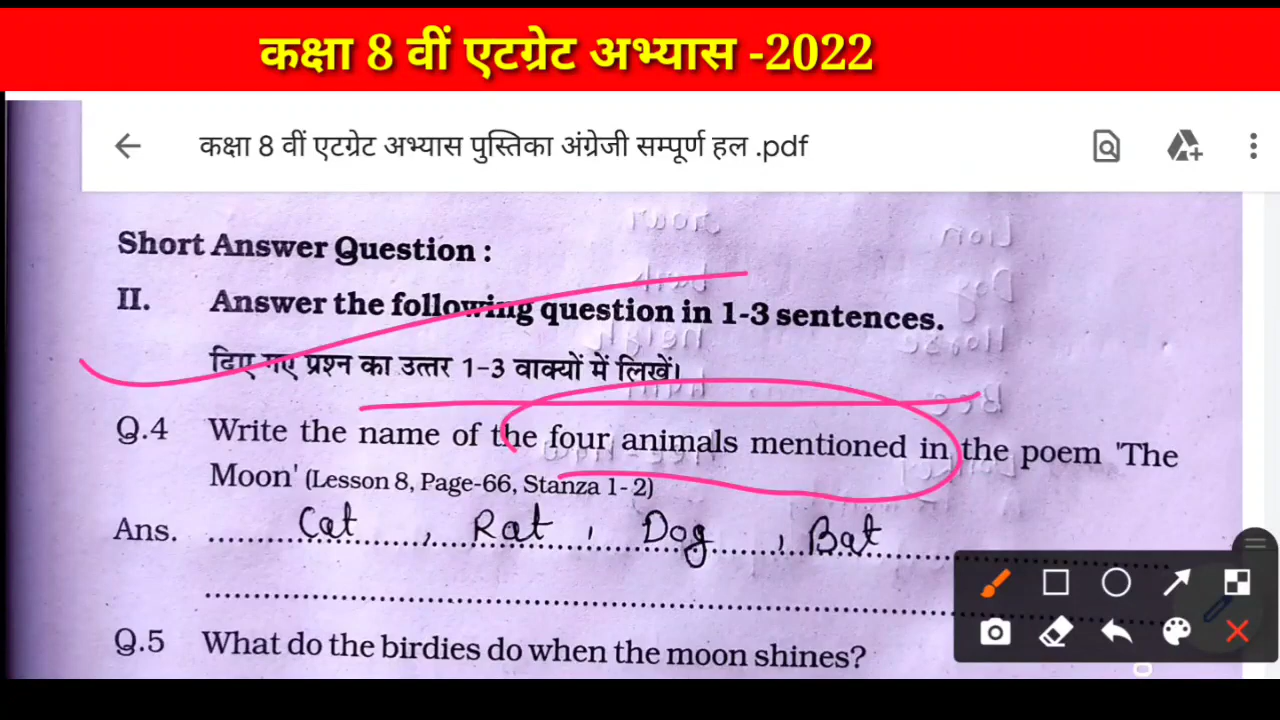 कक्षा 8 वीं एटग्रेट अभ्यास -2022
कक्षा 8 वीं एटग्रेट अभ्यास पुस्तिका अंग्रेजी सम्पूर्ण हल .pdf
Short Answer Question :
II. Answer the following question in 1-3 sentences.
दिए गए प्रश्न का उत्तर 1-3 वाक्यों में लिखें।
Q.4 Write the name of the four animals mentioned in the poem 'The
Moon' (Lesson 8, Page-66, Stanza 1-2)
Ans. Cat , Rat , Dog , Bat
Q.5 What do the birdies do when the moon shines?